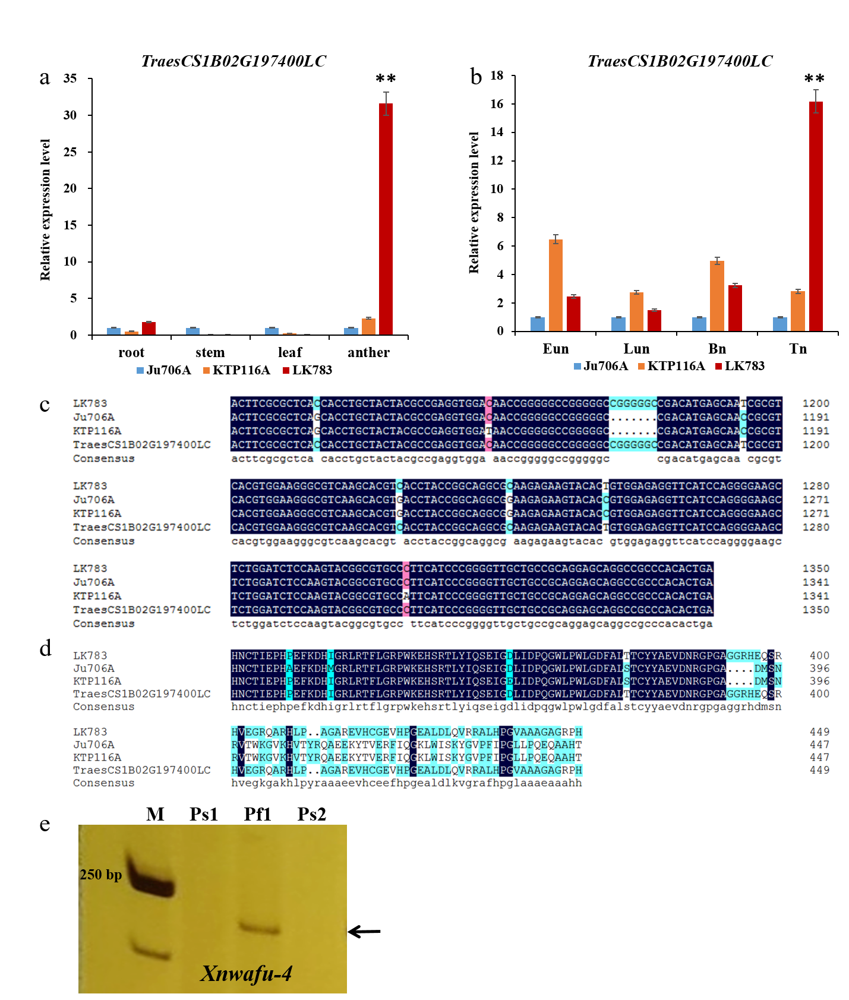 TraesCS1B02G197400LC
a
35
30
25
20
15
10
5
0
Relative expression level
**
root stem leaf anther
Ju706A KTP116A LK783
TraesCS1B02G197400LC
b
18
16
14
12
10
8
6
4
2
0
Relative expression level
**
Eun Lun Bn Tn
Ju706A KTP116A LK783
c
LK783 ACTTCGCGCTCACCACCTGCTACTACGCCGAGGTGGACAACCGGGGGCCGGGGGCCGGGGGCCGACATGAGCAATCGCGT 1200
Ju706A ACTTCGCGCTCAGCACCTGCTACTACGCCGAGGTGGACAACCGGGGGCCGGGGGC.......CGACATGAGCAACCGCGT 1191
KTP116A ACTTCGCGCTCAGCACCTGCTACTACGCCGAGGTGGATAACCGGGGGCCGGGGGC.......CGACATGAGCAACCGCGT 1191
TraesCS1B02G197400LC ACTTCGCGCTCACCACCTGCTACTACGCCGAGGTGGACAACCGGGGGCCGGGGGCCGGGGGCCGACATGAGCAATCGCGT 1200
Consensus acttcgcgctca cacctgctactacgccgaggtgga aaccgggggccgggggc cgacatgagcaa cgcgt
LK783 CACGTGGAAGGGCGTCAAGCACGTCACCTACCGGCAGGCGCAAGAGAAGTACACTGTGGAGAGGTTCATCCAGGGGAAGC 1280
Ju706A CACGTGGAAGGGCGTCAAGCACGTGACCTACCGGCAGGCGGAAGAGAAGTACACCGTGGAGAGGTTCATCCAGGGGAAGC 1271
KTP116A CACGTGGAAGGGCGTCAAGCACGTGACCTACCGGCAGGCGGAAGAGAAGTACACCGTGGAGAGGTTCATCCAGGGGAAGC 1271
TraesCS1B02G197400LC CACGTGGAAGGGCGTCAAGCACGTCACCTACCGGCAGGCGCAAGAGAAGTACACTGTGGAGAGGTTCATCCAGGGGAAGC 1280
Consensus cacgtggaagggcgtcaagcacgt acctaccggcaggcg aagagaagtacac gtggagaggttcatccaggggaagc
LK783 TCTGGATCTCCAAGTACGGCGTGCCCTTCATCCCGGGGTTGCTGCCGCAGGAGCAGGCCGCCCACACTGA 1350
Ju706A TCTGGATCTCCAAGTACGGCGTGCCCTTCATCCCGGGGTTGCTGCCGCAGGAGCAGGCCGCCCACACTGA 1341
KTP116A TCTGGATCTCCAAGTACGGCGTGCCATTCATCCCGGGGTTGCTGCCGCAGGAGCAGGCCGCCCACACTGA 1341
TraesCS1B02G197400LC TCTGGATCTCCAAGTACGGCGTGCCCTTCATCCCGGGGTTGCTGCCGCAGGAGCAGGCCGCCCACACTGA 1350
Consensus tctggatctccaagtacggcgtgcc ttcatcccggggttgctgccgcaggagcaggccgcccacactga
d
LK783 HNCTIEPHPEFKDHIGRLRTFLGRPWKEHSRTLYIQSEIGDLIDPQGWLPWLGDFALTTCYYAEVDNRGPGAGGRHEQSR 400
Ju706A HNCTIEPHAEFKDHMGRLRTFLGRPWKEHSRTLYIQSEIGDLIDPQGWLPWLGDFALSTCYYAEVDNRGPGA....DMSN 396
KTP116A HNCTIEPHPEFKDHIGRLRTFLGRPWKEHSRTLYIQSEIGELIDPQGWLPWLGDFALSTCYYAEVDNRGPGA....DMSN 396
TraesCS1B02G197400LC HNCTIEPHPEFKDHIGRLRTFLGRPWKEHSRTLYIQSEIGDLIDPQGWLPWLGDFALTTCYYAEVDNRGPGAGGRHEQSR 400
Consensus hnctiephpefkdhigrlrtflgrpwkehsrtlyiqseigdlidpqgwlpwlgdfalstcyyaevdnrgpgaggrhdmsn
LK783 HVEGRQARHLP..AGAREVHCGEVHPGEALDLQVRRALHPGVAAAGAGRPH 449
Ju706A RVTWKGVKHVTYRQAEEKYTVERFIQGKLWISKYGVPFIPGLLPQEQAAHT 447
KTP116A RVTWKGVKHVTYRQAEEKYTVERFIQGKLWISKYGVPFIPGLLPQEQAAHT 447
TraesCS1B02G197400LC HVEGRQARHLP..AGAREVHCGEVHPGEALDLQVRRALHPGVAAAGAGRPH 449
Consensus hvegkgakhlpyraaaeevhceefhpgealdlkvgrafhpglaaaeaaahh
e
M Ps1 Pf1 Ps2
250 bp
Xnwafu-4